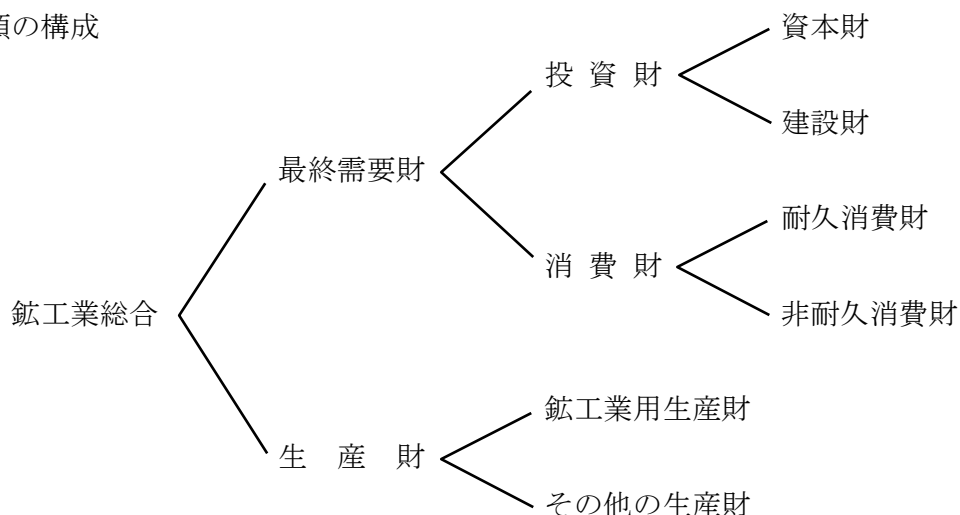 類の構成
資本財
投 資 財
建設財
最終需要財
耐久消費財
消 費 財
非耐久消費財
鉱工業総合
鉱工業用生産財
生 産 財
その他の生産財